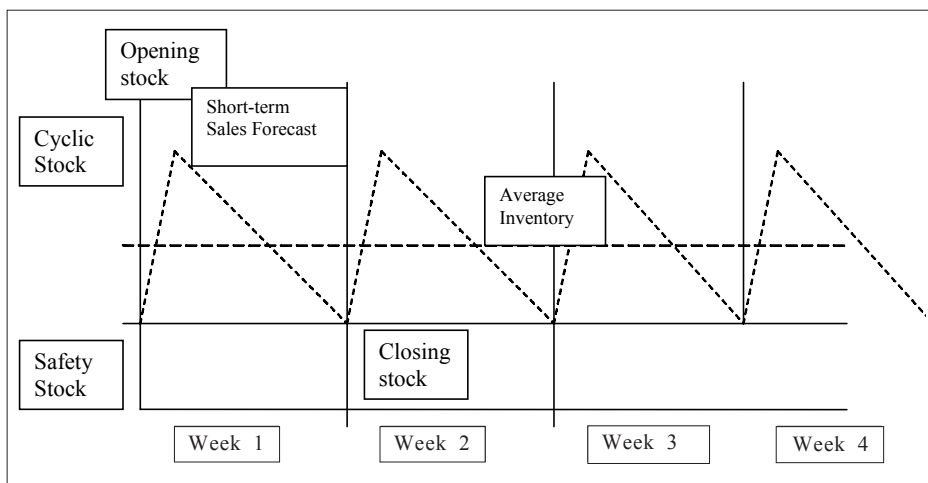 Opening
stock
Short-term
Sales Forecast
Cyclic
Stock
Average
Inventory
Safety
Stock
Closing
stock
Week 1
Week 2
Week 3
Week 4